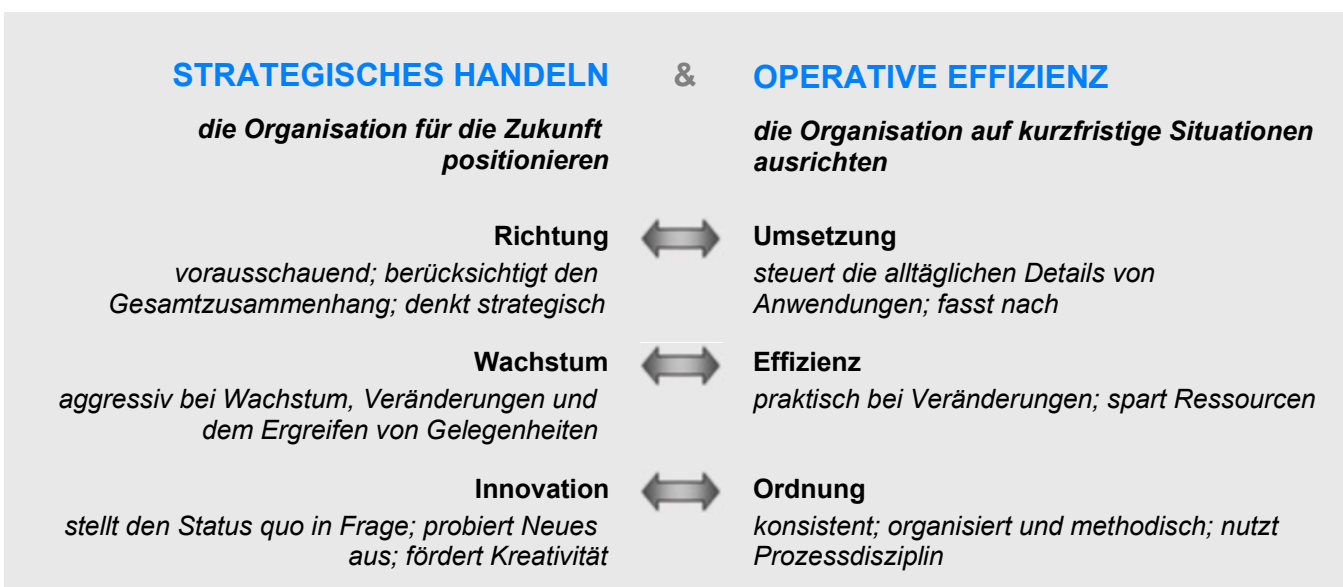 STRATEGISCHES HANDELN & OPERATIVE EFFIZIENZ
die Organisation für die Zukunft
positionieren
die Organisation auf kurzfristige Situationen
ausrichten
Richtung
vorausschauend; berücksichtigt den
Gesamtzusammenhang; denkt strategisch
Umsetzung
steuert die alltäglichen Details von
Anwendungen; fasst nach
Wachstum
aggressiv bei Wachstum, Veränderungen und
dem Ergreifen von Gelegenheiten
Effizienz
praktisch bei Veränderungen; spart Ressourcen
Innovation
stellt den Status quo in Frage; probiert Neues
aus; fördert Kreativität
Ordnung
konsistent; organisiert und methodisch; nutzt
Prozessdisziplin